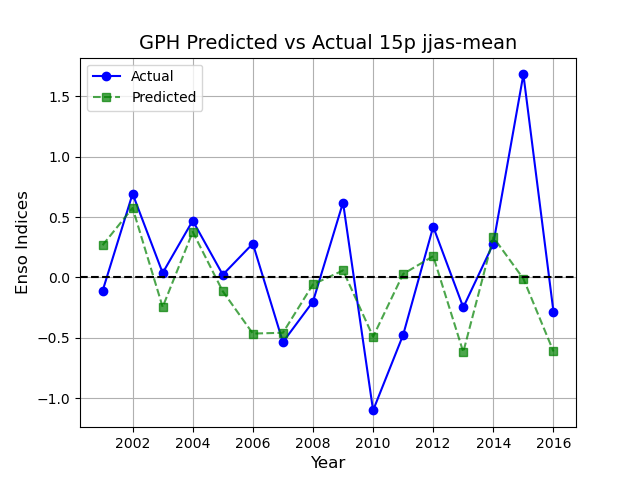 GPH Predicted vs Actual 15p jjas-mean
Actual
Predicted
Enso Indices
1.5
1.0
0.5
0.0
−0.5
−1.0
2002 2004 2006 2008 2010 2012 2014 2016
Year